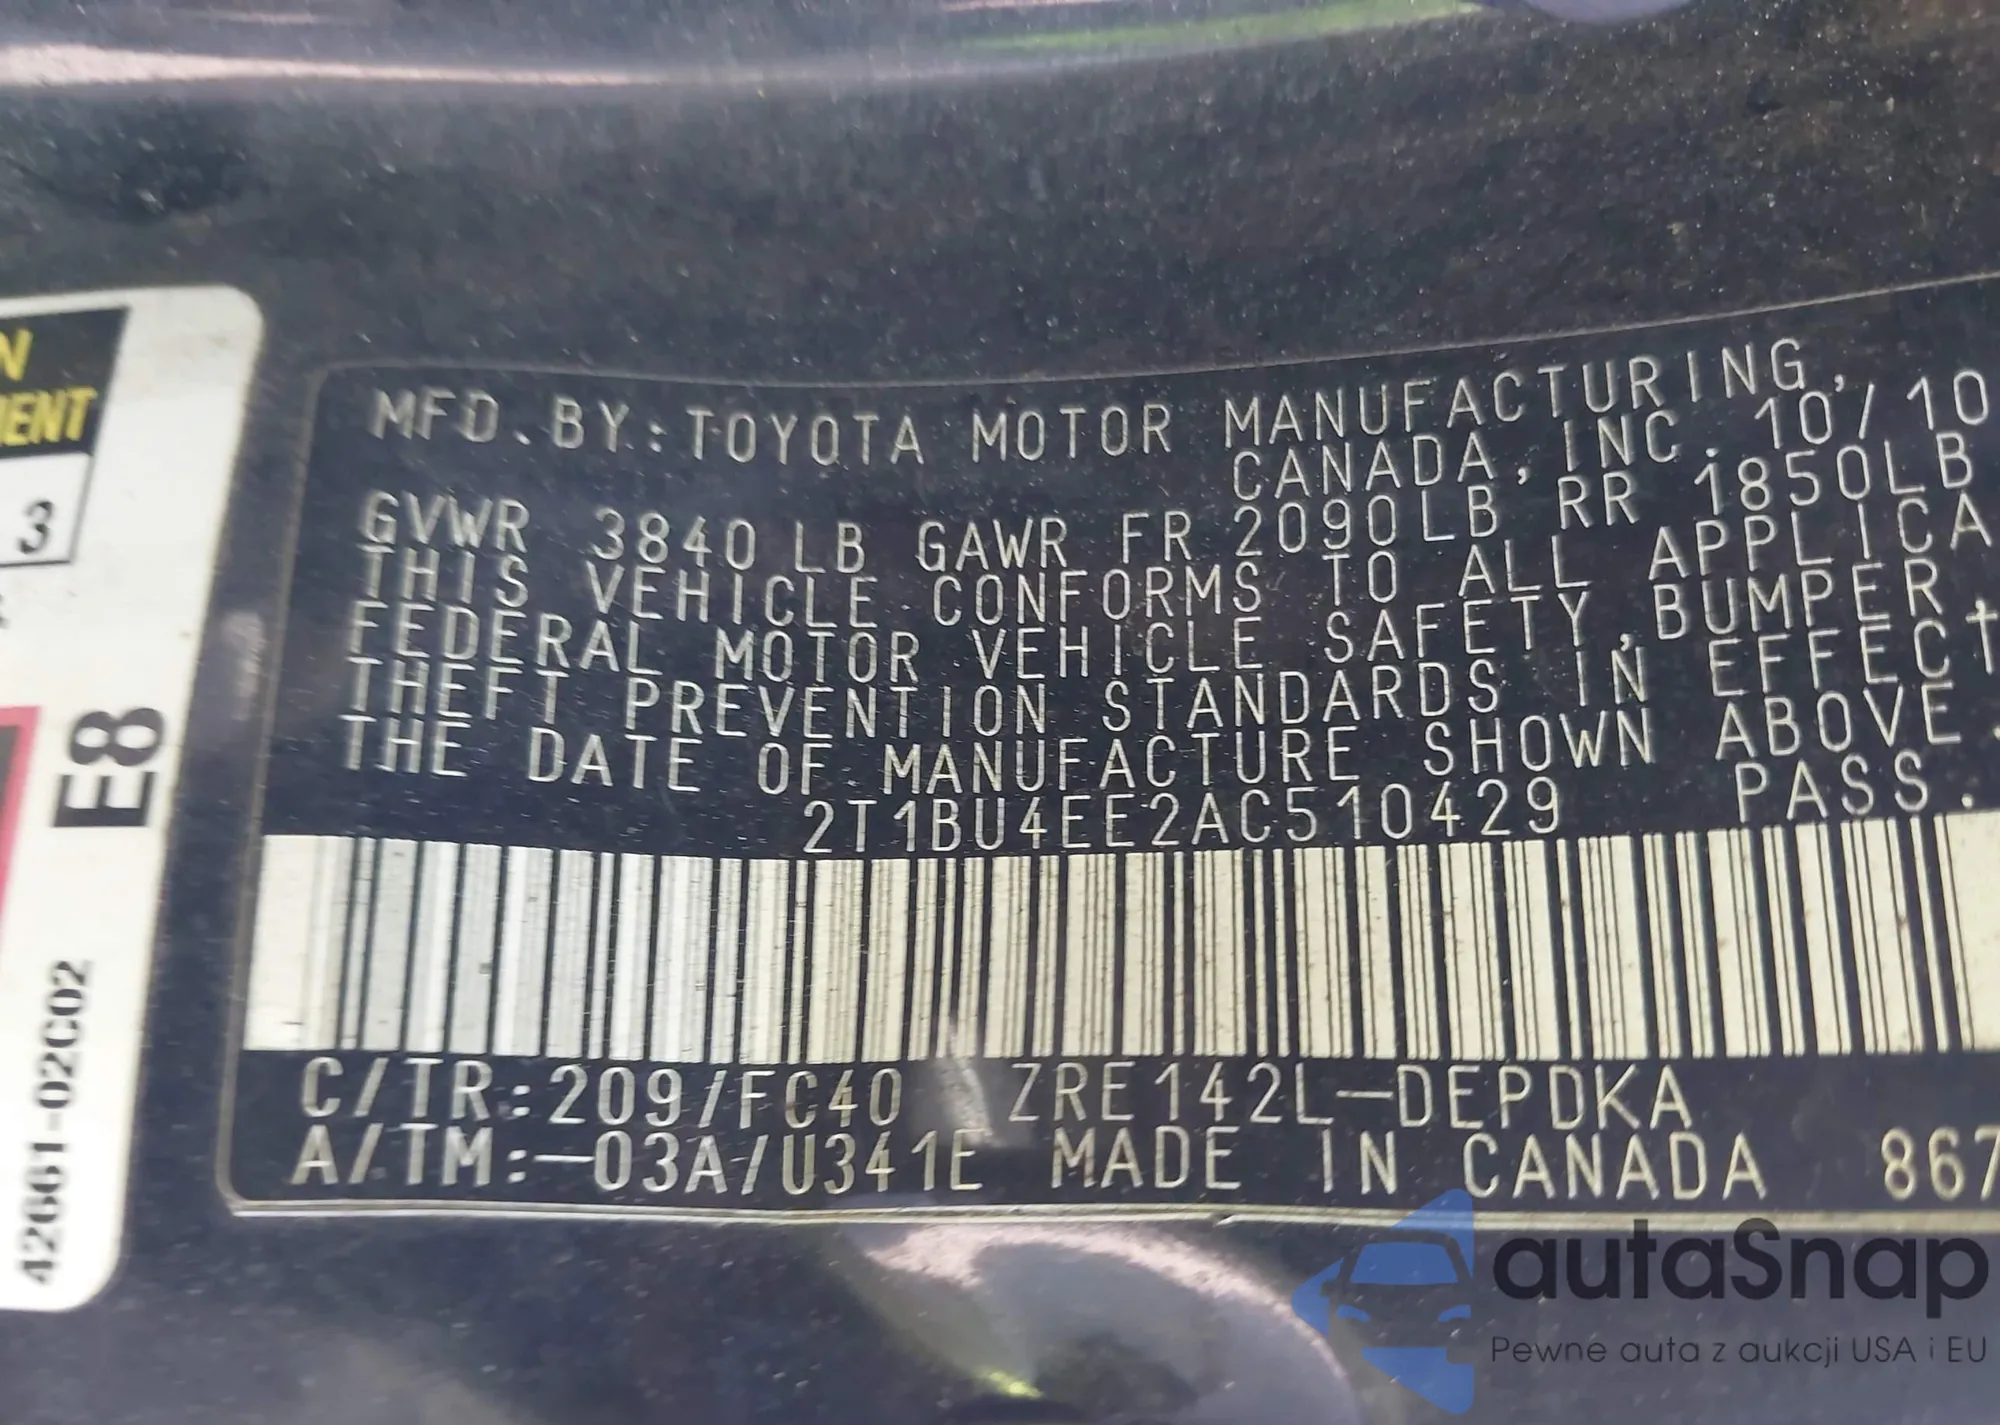 N
MENT
3
E8
42661-02C02
MFD.BY:TOYOTA MOTOR MANUFACTURING,
CANADA, INC. 10/10
GVWR 3840LB GAWR FR 2090LB RR 1850LB
THIS VEHICLE CONFORMS TO ALL APPLICA
FEDERAL MOTOR VEHICLE SAFETY, BUMPER
THEFT PREVENTION STANDARDS IN EFFECT
THE DATE OF MANUFACTURE SHOWN ABOVE.
2T1BU4EE2AC510429 PASS.
C/TR:209/FC40 ZRE142L-DEPDKA
A/TM:-03A/U341E MADE IN CANADA 867
autaSnap
Pewne auta z aukcji USA i EU